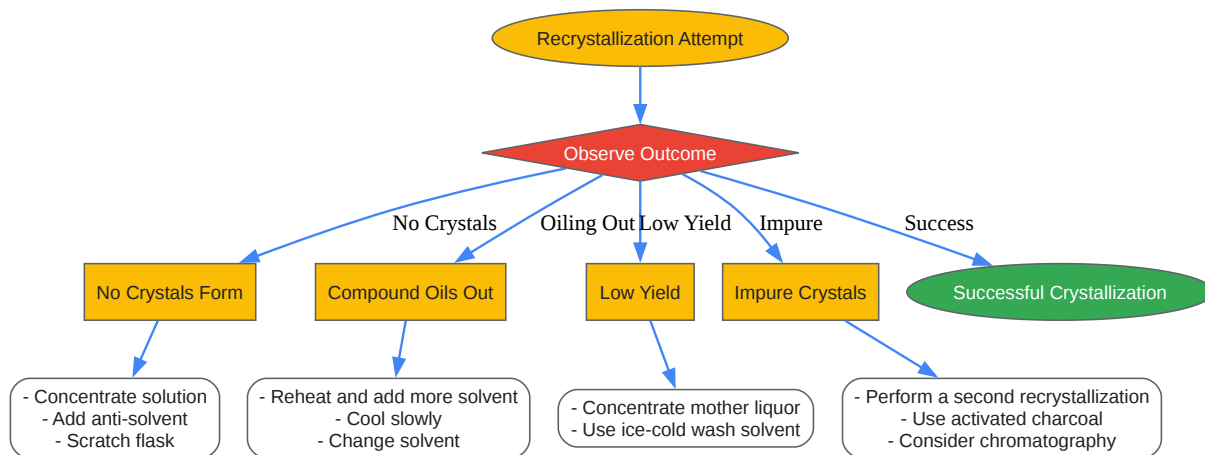 Recrystallization Attempt
Observe Outcome
No Crystals
Oiling Out
Low Yield
Impure
Success
No Crystals Form
Compound Oils Out
Low Yield
Impure Crystals
Successful Crystallization
- Concentrate solution
- Add anti-solvent
- Scratch flask
- Reheat and add more solvent
- Cool slowly
- Change solvent
- Concentrate mother liquor
- Use ice-cold wash solvent
- Perform a second recrystallization
- Use activated charcoal
- Consider chromatography